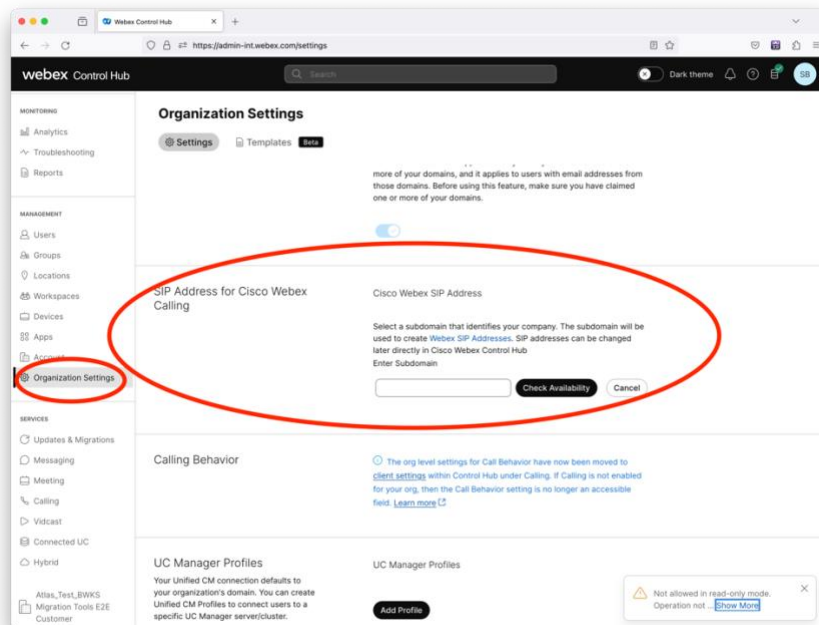 Webex Control Hub
https://admin-int.webex.com/settings
webex Control Hub
Search
Dark theme
SB
MONITORING
Analytics
Troubleshooting
Reports
MANAGEMENT
Users
Groups
Locations
Workspaces
Devices
Apps
Account
Organization Settings
SERVICES
Updates & Migrations
Messaging
Meeting
Calling
Vidcast
Connected UC
Hybrid
Atlas_Test_BWKS
Migration Tools E2E
Customer
Organization Settings
Settings
Templates
Beta
more of your domains, and it applies to users with email addresses from
those domains. Before using this feature, make sure you have claimed
one or more of your domains.
SIP Address for Cisco Webex
Calling
Cisco Webex SIP Address
Select a subdomain that identifies your company. The subdomain will be
used to create Webex SIP Addresses. SIP addresses can be changed
later directly in Cisco Webex Control Hub
Enter Subdomain
Check Availability
Cancel
Calling Behavior
The org level settings for Call Behavior have now been moved to
client settings within Control Hub under Calling. If Calling is not enabled
for your org, then the Call Behavior setting is no longer an accessible
field. Learn more
UC Manager Profiles
Your Unified CM connection defaults to
your organization's domain. You can create
Unified CM Profiles to connect users to a
specific UC Manager server/cluster.
UC Manager Profiles
Add Profile
Not allowed in read-only mode.
Operation not ... Show More